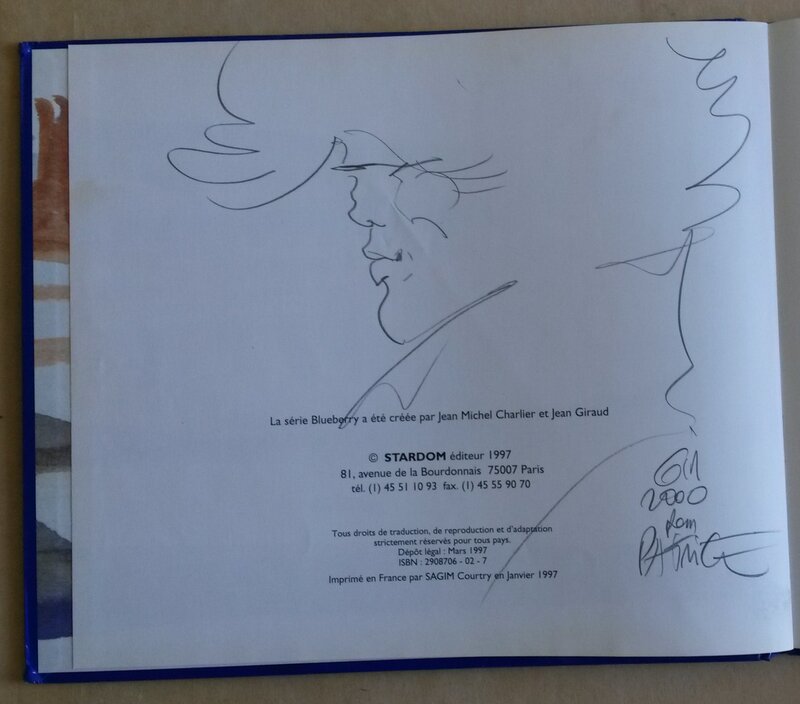 La série Blueberry a été créée par Jean Michel Charlier et Jean Giraud
© STARDOM éditeur 1997
81, avenue de la Bourdonnais 75007 Paris
tél. (1) 45 51 10 93 fax. (1) 45 55 90 70
Tous droits de traduction, de reproduction et d'adaptation
strictement réservés pour tous pays.
Dépôt légal : Mars 1997
ISBN : 2908706 - 02 - 7
Imprimé en France par SAGIM Courtry en Janvier 1997
Gir
2000
pour
PATRICE